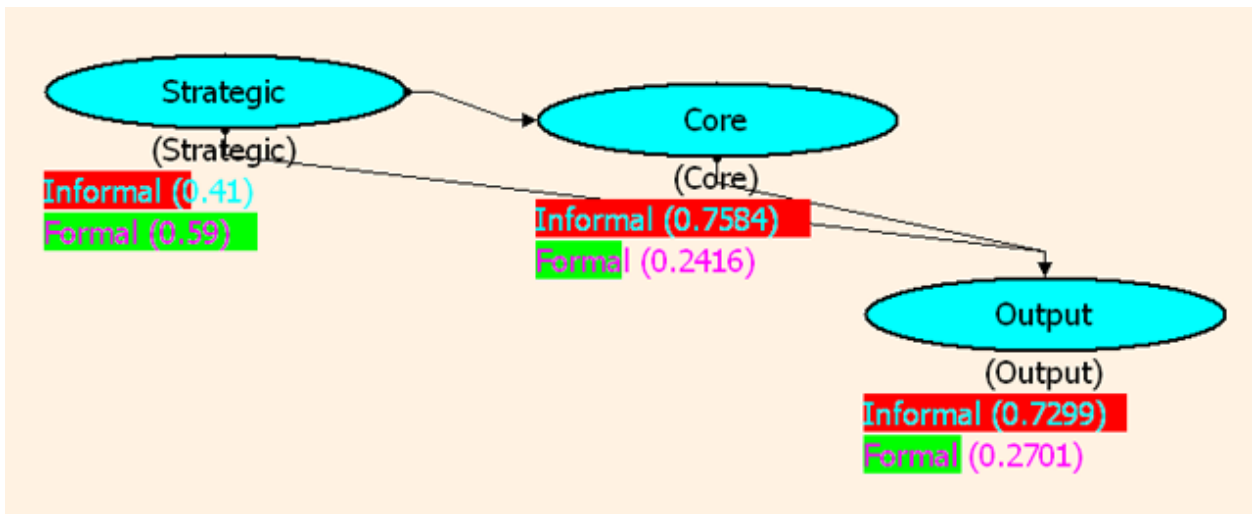 Strategic
(Strategic)
Informal (0.41)
Formal (0.59)
Core
(Core)
Informal (0.7584)
Formal (0.2416)
Output
(Output)
Informal (0.7299)
Formal (0.2701)